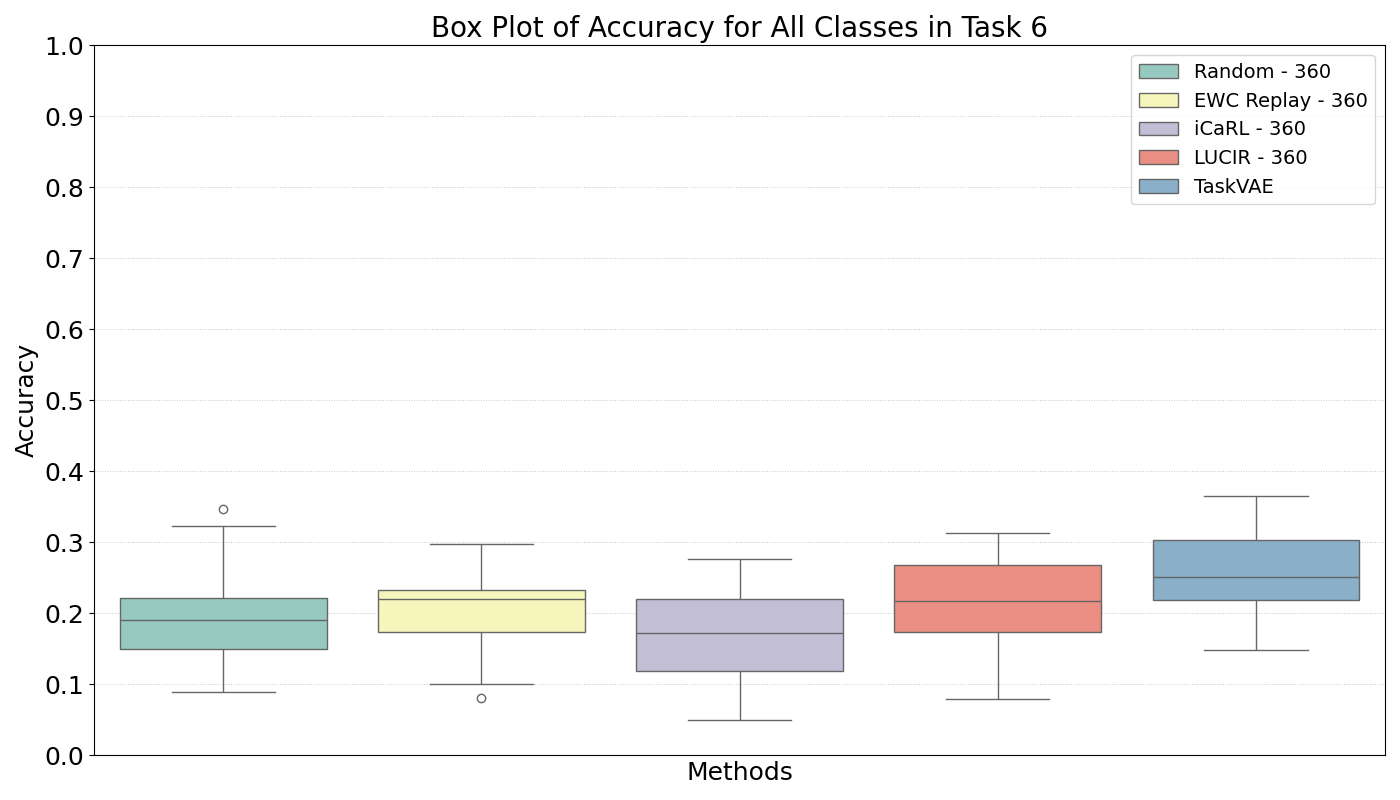 Box Plot of Accuracy for All Classes in Task 6
1.0
0.9
0.8
0.7
0.6
0.5
0.4
0.3
0.2
0.1
0.0
Accuracy
Methods
Random - 360
EWC Replay - 360
iCaRL - 360
LUCIR - 360
TaskVAE